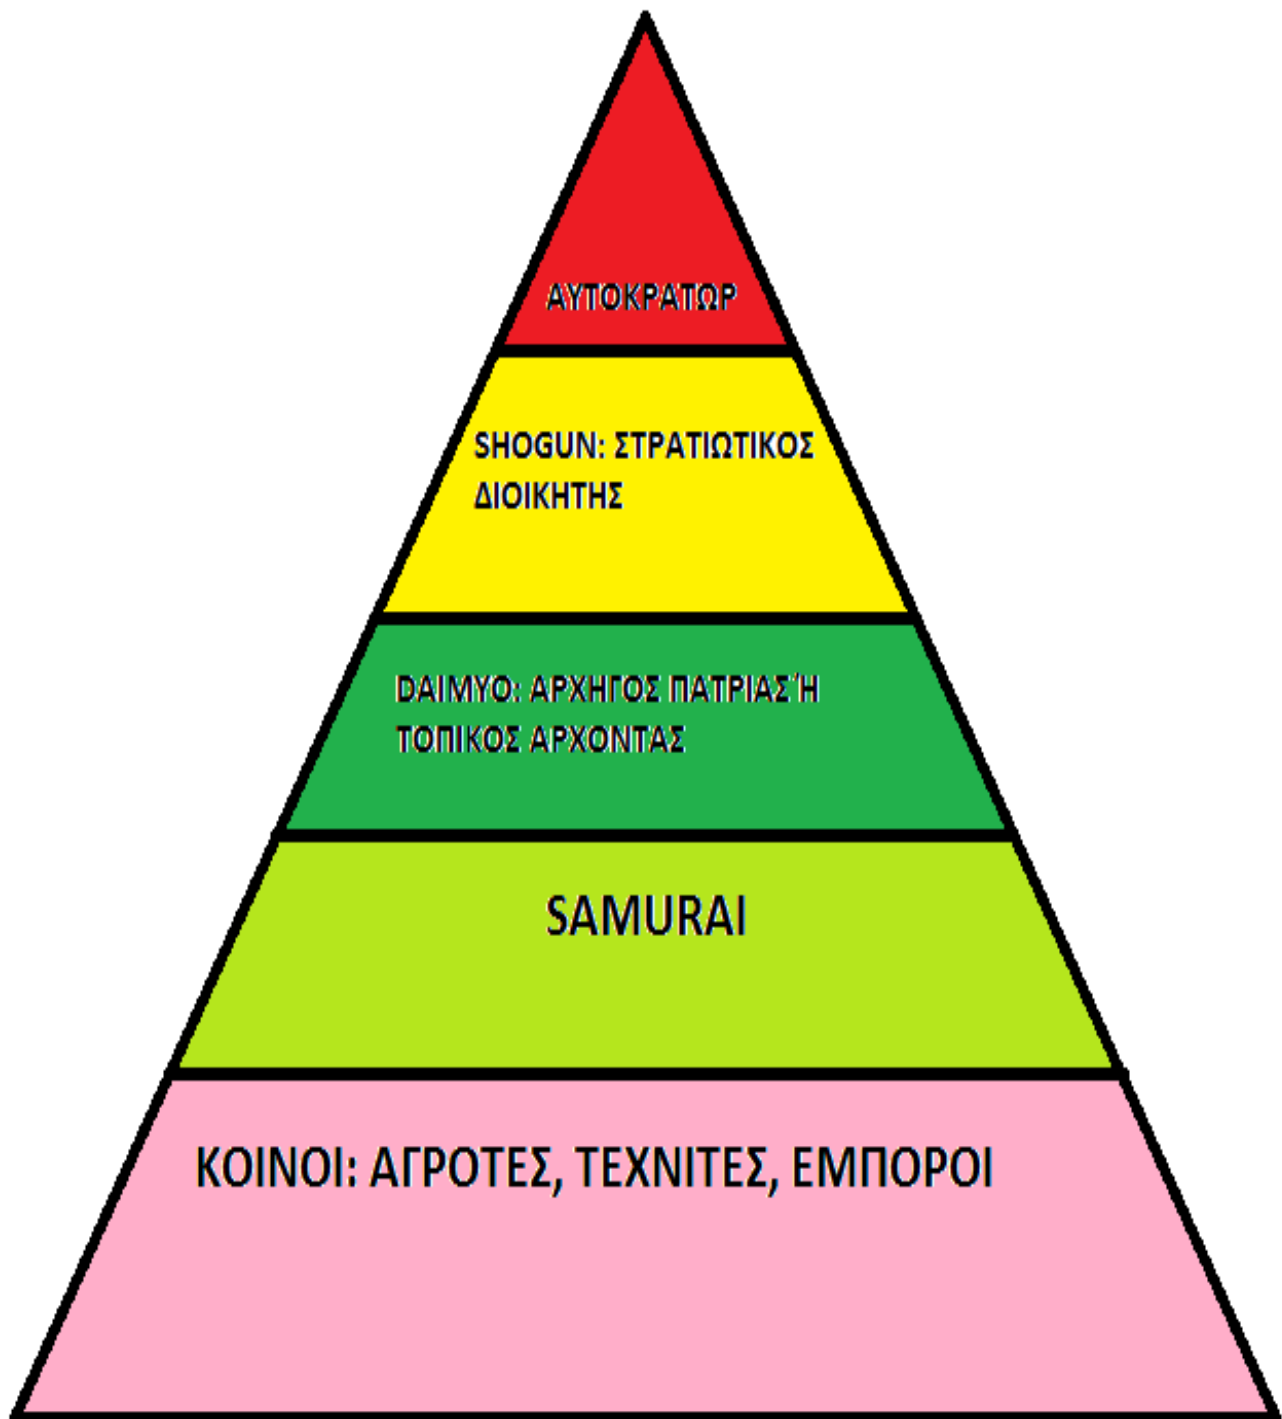 ΑΥΤΟΚΡΑΤΩΡ
SHOGUN: ΣΤΡΑΤΙΩΤΙΚΟΣ
ΔΙΟΙΚΗΤΗΣ
DAIMYO: ΑΡΧΗΓΟΣ ΠΑΤΡΙΑΣ Ή
ΤΟΠΙΚΟΣ ΑΡΧΟΝΤΑΣ
SAMURAI
ΚΟΙΝΟΙ: ΑΓΡΟΤΕΣ, ΤΕΧΝΙΤΕΣ, ΕΜΠΟΡΟΙ